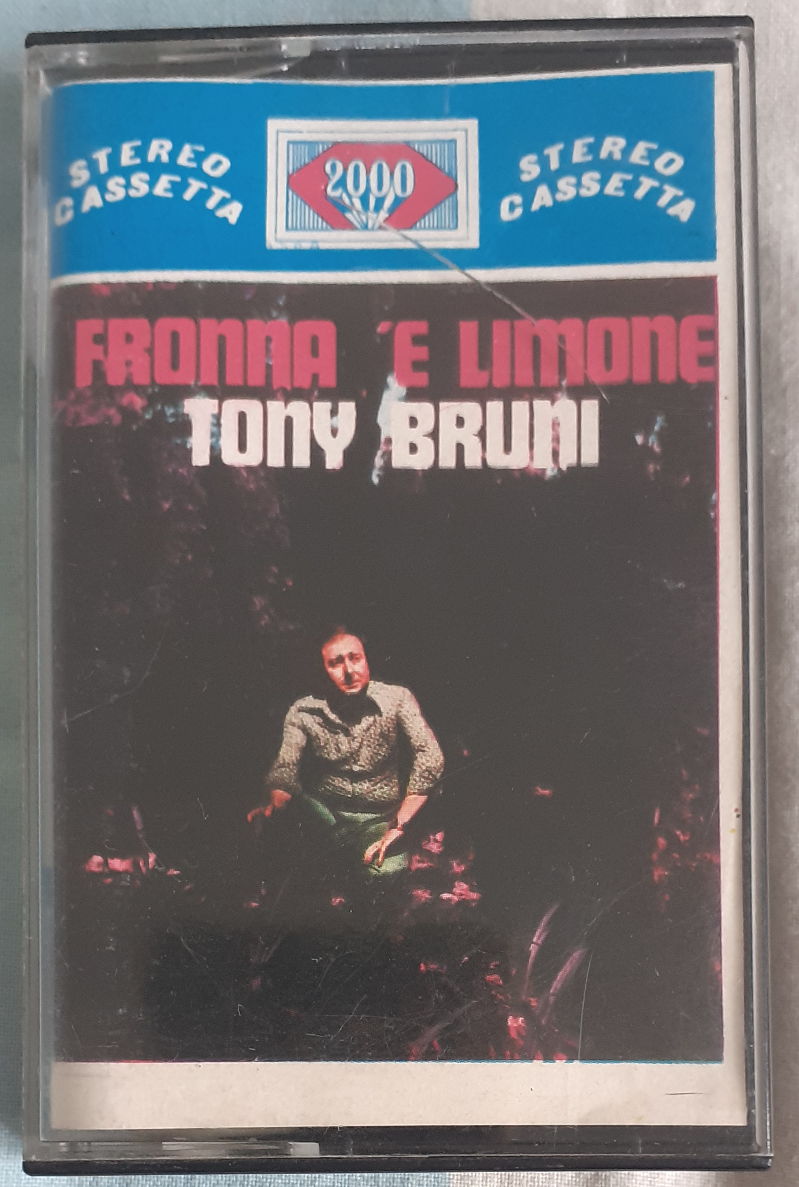 STEREO CASSETTA
2000
STEREO CASSETTA
FRONNA 'E LIMONE
TONY BRUNI